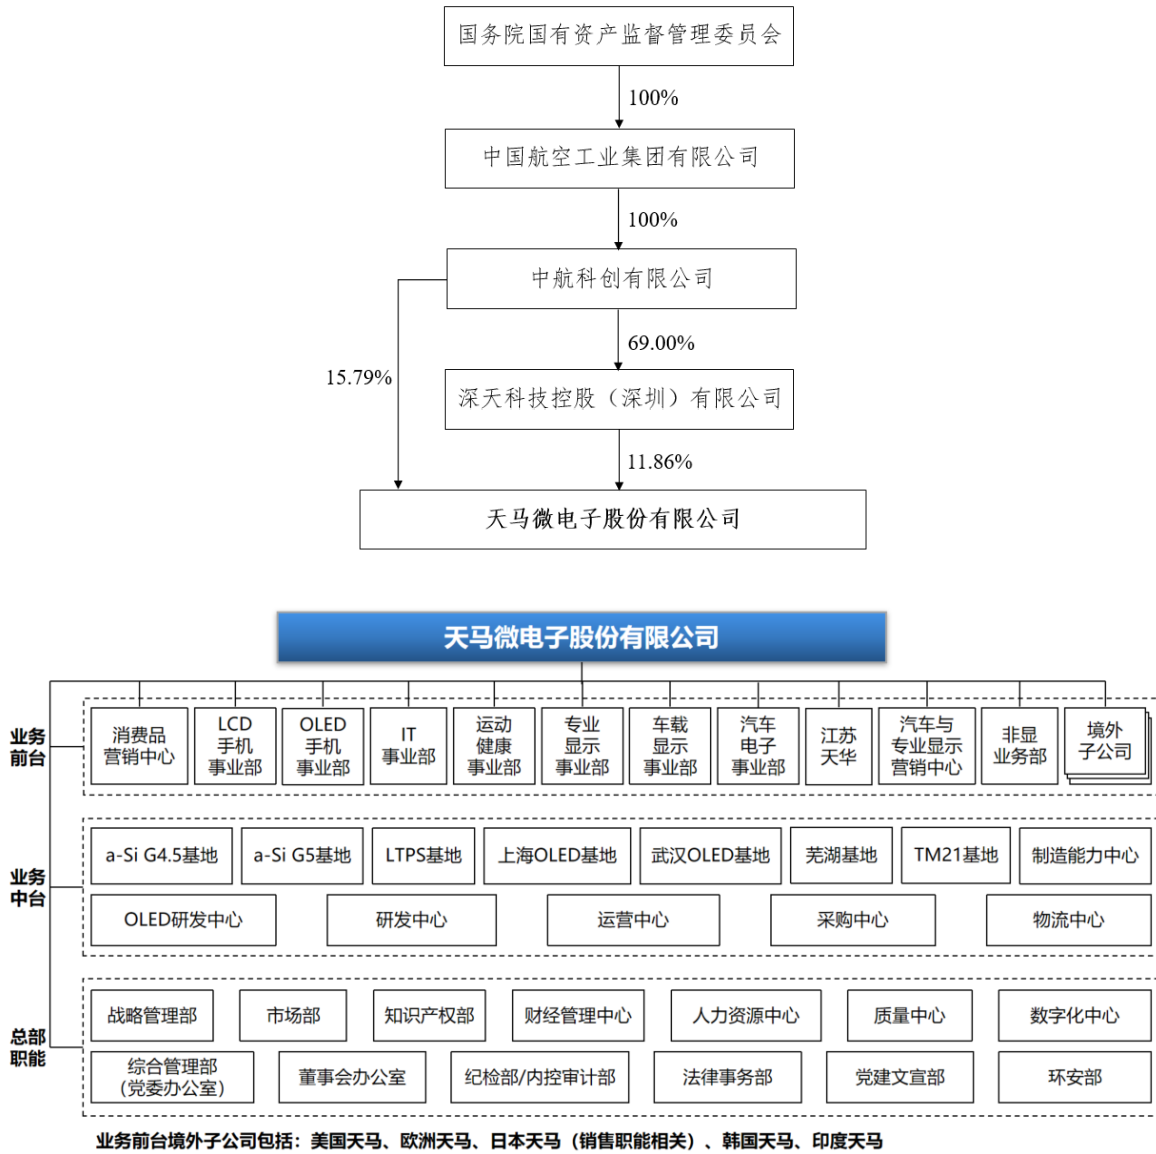 国务院国有资产监督管理委员会
100%
中国航空工业集团有限公司
100%
中航科创有限公司
69.00%
15.79%
深天科技控股（深圳）有限公司
11.86%
天马微电子股份有限公司
天马微电子股份有限公司
业务
前台
消费品
营销中心
LCD
手机
事业部
OLED
手机
事业部
IT
事业部
运动
健康
事业部
专业
显示
事业部
车载
显示
事业部
汽车
电子
事业部
江苏
天华
汽车与
专业显示
营销中心
非显
业务部
境外
子公司
业务
中台
a-Si G4.5基地
a-Si G5基地
LTPS基地
上海OLED基地
武汉OLED基地
芜湖基地
TM21基地
制造能力中心
OLED研发中心
研发中心
运营中心
采购中心
物流中心
总部
职能
战略管理部
市场部
知识产权部
财经管理中心
人力资源中心
质量中心
数字化中心
综合管理部
（党委办公室）
董事会办公室
纪检部/内控审计部
法律事务部
党建文宣部
环安部
业务前台境外子公司包括：美国天马、欧洲天马、日本天马（销售职能相关）、韩国天马、印度天马